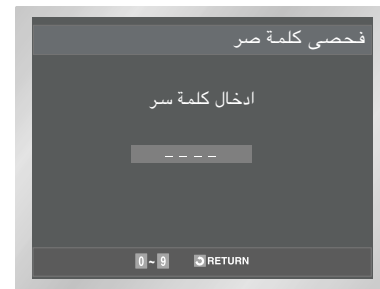 فحصى كلمة صر
ادخال كلمة سر
_ _ _ _
0 ~ 9 RETURN